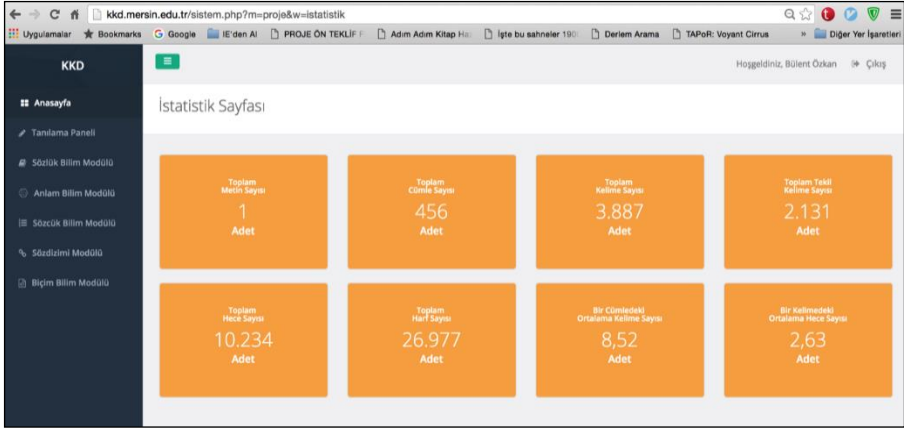 kkd.mersin.edu.tr/sistem.php?m=proje&w=istatistik
Uygulamalar Bookmarks Google IE'den Al PROJE ÖN TEKLİF F Adım Adım Kitap Ha: İşte bu sahneler 190 Derlem Arama TAPoR: Voyant Cirrus » Diğer Yer İşaretleri
KKD
Hoşgeldiniz, Bülent Özkan Çıkış
Anasayfa
İstatistik Sayfası
Tanılama Paneli
Sözlük Bilim Modülü
Anlam Bilim Modülü
Sözcük Bilim Modülü
Sözdizimi Modülü
Biçim Bilim Modülü
Toplam
Metin Sayısı
1
Adet
Toplam
Cümle Sayısı
456
Adet
Toplam
Kelime Sayısı
3.887
Adet
Toplam Tekil
Kelime Sayısı
2.131
Adet
Toplam
Hece Sayısı
10.234
Adet
Toplam
Harf Sayısı
26.977
Adet
Bir Cümledeki
Ortalama Kelime Sayısı
8,52
Adet
Bir Kelimedeki
Ortalama Hece Sayısı
2,63
Adet